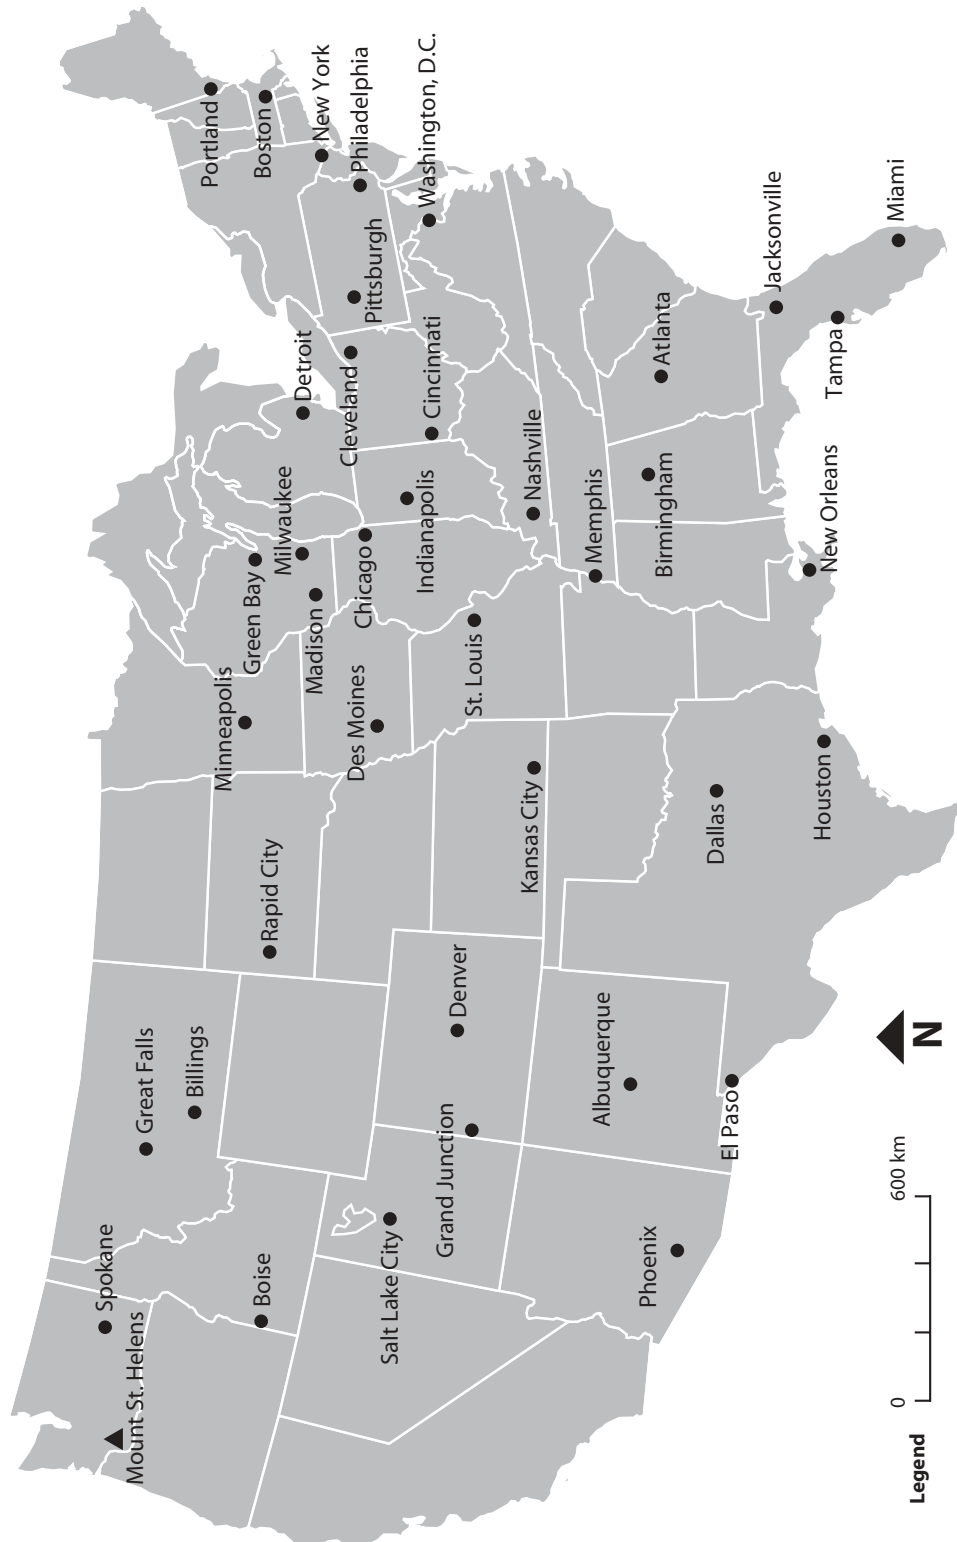 Mount St. Helens
Spokane
Great Falls
Billings
Boise
Rapid City
Minneapolis
Green Bay
Milwaukee
Madison
Detroit
Portland
Boston
New York
Philadelphia
Washington, D.C.
Pittsburgh
Cleveland
Cincinnati
Chicago
Indianapolis
Des Moines
Salt Lake City
Grand Junction
Denver
Kansas City
St. Louis
Nashville
Memphis
Birmingham
Atlanta
Albuquerque
Phoenix
El Paso
Dallas
Houston
New Orleans
Jacksonville
Tampa
Miami
Legend
0
600 km
N